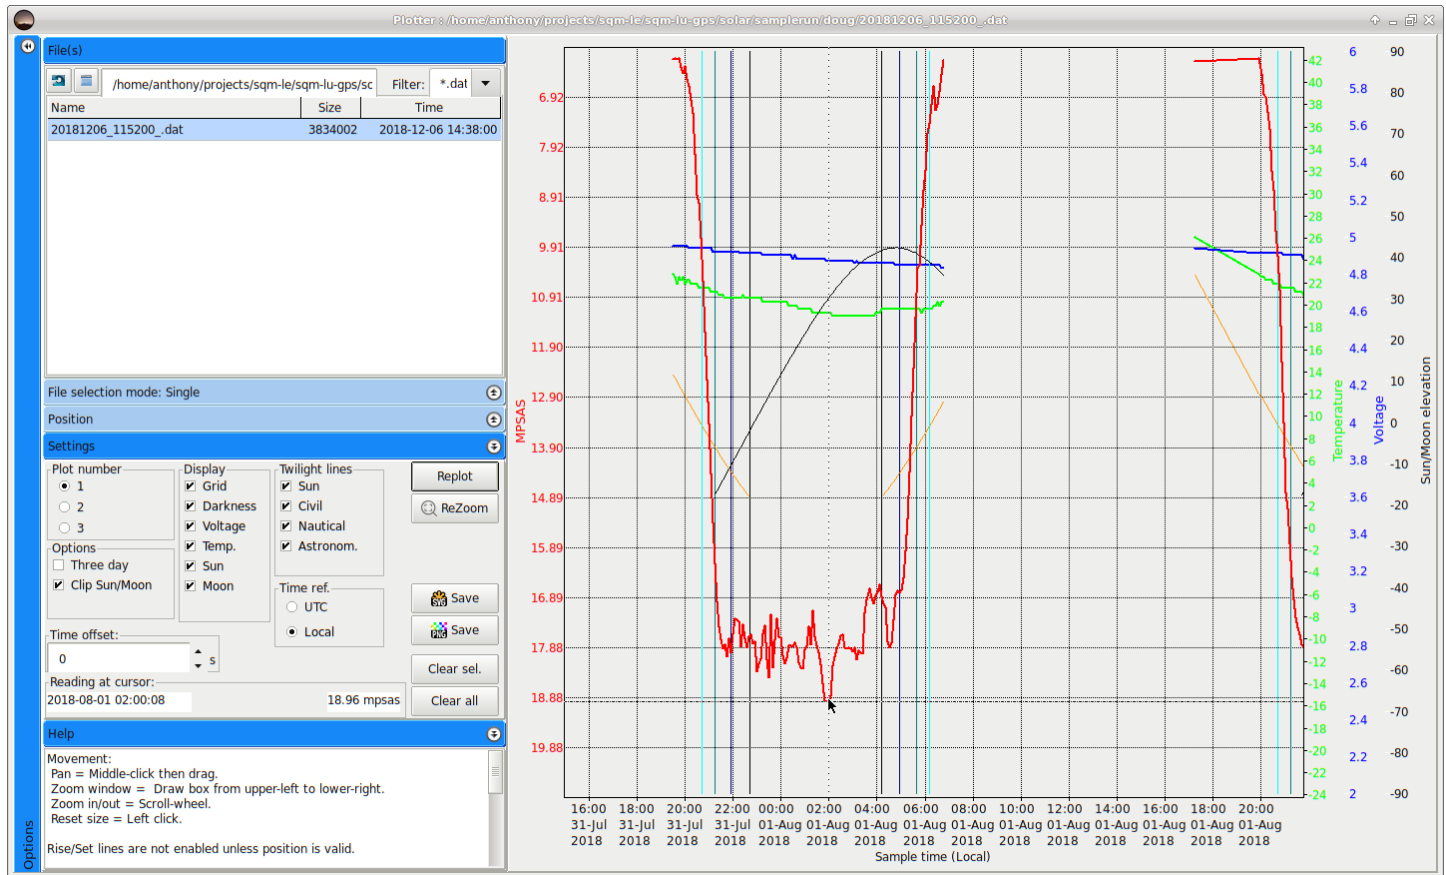 Plotter : /home/anthony/projects/sqm-le/sqm-lu-gps/solar/samplerun/doug/20181206_115200_.dat
File(s)
/home/anthony/projects/sqm-le/sqm-lu-gps/sc Filter: *.dat
Name Size Time
20181206_115200_.dat 3834002 2018-12-06 14:38:00
File selection mode: Single
Position
Settings
Plot number
1
2
3
Options
Three day
Clip Sun/Moon
Display
Grid
Darkness
Voltage
Temp.
Sun
Moon
Twilight lines
Sun
Civil
Nautical
Astronom.
Time ref.
UTC
Local
Replot
ReZoom
SVG Save
PNG Save
Clear sel.
Clear all
Time offset:
0 s
Reading at cursor:
2018-08-01 02:00:08 18.96 mpsas
Help
Movement:
Pan = Middle-click then drag.
Zoom window = Draw box from upper-left to lower-right.
Zoom in/out = Scroll-wheel.
Reset size = Left click.
Rise/Set lines are not enabled unless position is valid.
Options
MPSAS
6.92
7.92
8.91
9.91
10.91
11.90
12.90
13.90
14.89
15.89
16.89
17.88
18.88
19.88
42
40
38
36
34
32
30
28
26
24
22
20
18
16
14
12
10
8
6
4
2
0
-2
-4
-6
-8
-10
-12
-14
-16
-18
-20
-22
-24
Temperature
6
5.8
5.6
5.4
5.2
5
4.8
4.6
4.4
4.2
4
3.8
3.6
3.4
3.2
3
2.8
2.6
2.4
2.2
2
Voltage
90
80
70
60
50
40
30
20
10
0
-10
-20
-30
-40
-50
-60
-70
-80
-90
Sun/Moon elevation
16:00 18:00 20:00 22:00 00:00 02:00 04:00 06:00 08:00 10:00 12:00 14:00 16:00 18:00 20:00
31-Jul 31-Jul 31-Jul 31-Jul 01-Aug 01-Aug 01-Aug 01-Aug 01-Aug 01-Aug 01-Aug 01-Aug 01-Aug 01-Aug 01-Aug
2018 2018 2018 2018 2018 2018 2018 2018 2018 2018 2018 2018 2018 2018 2018
Sample time (Local)